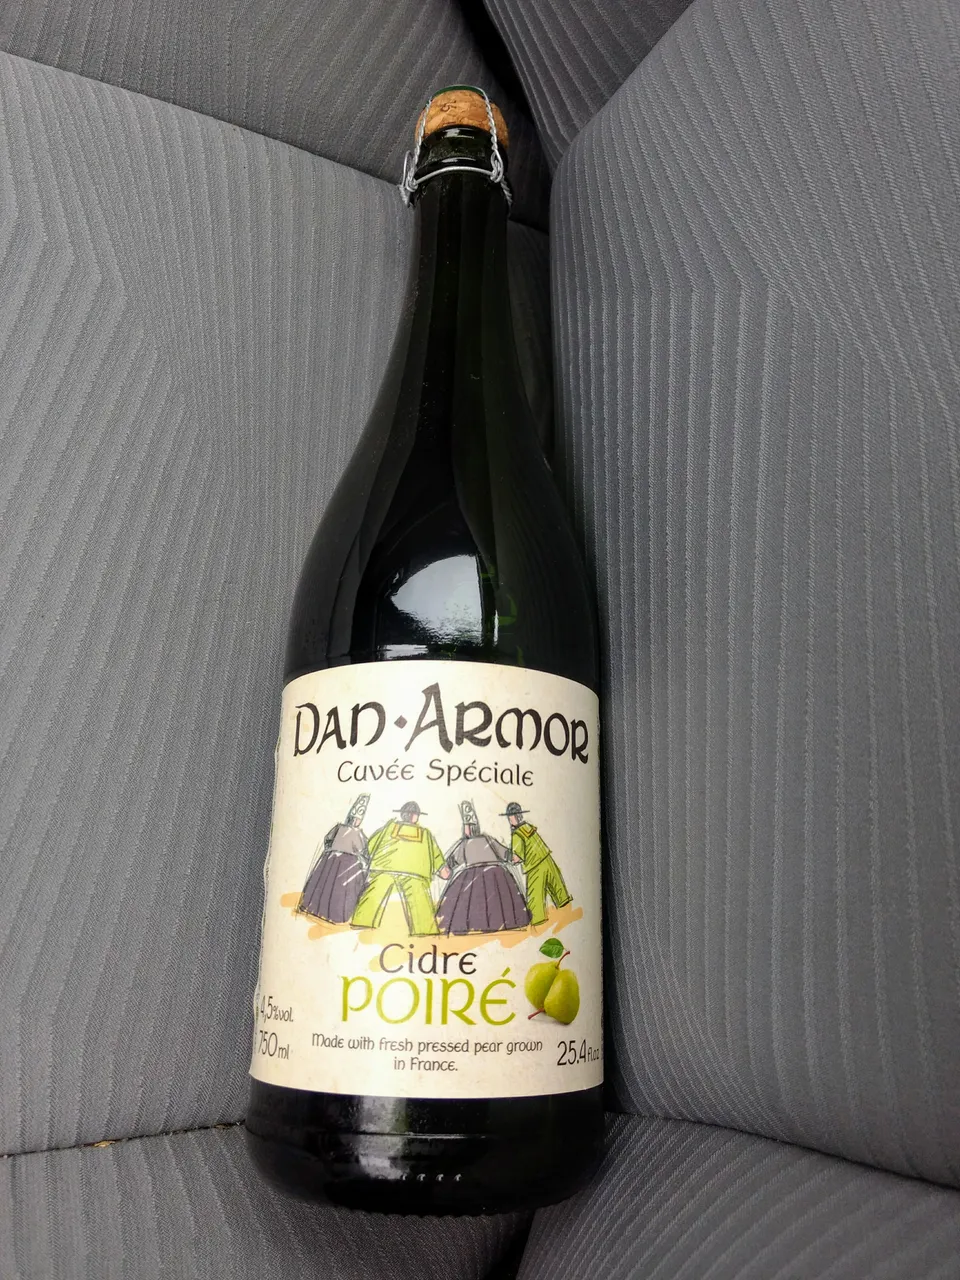 DAN·ARMOR
Cuvée Spéciale
Cidre
POIRÉ
4,5%vol.
750ml
Made with fresh pressed pear grown
in France.
25.4 fl.oz